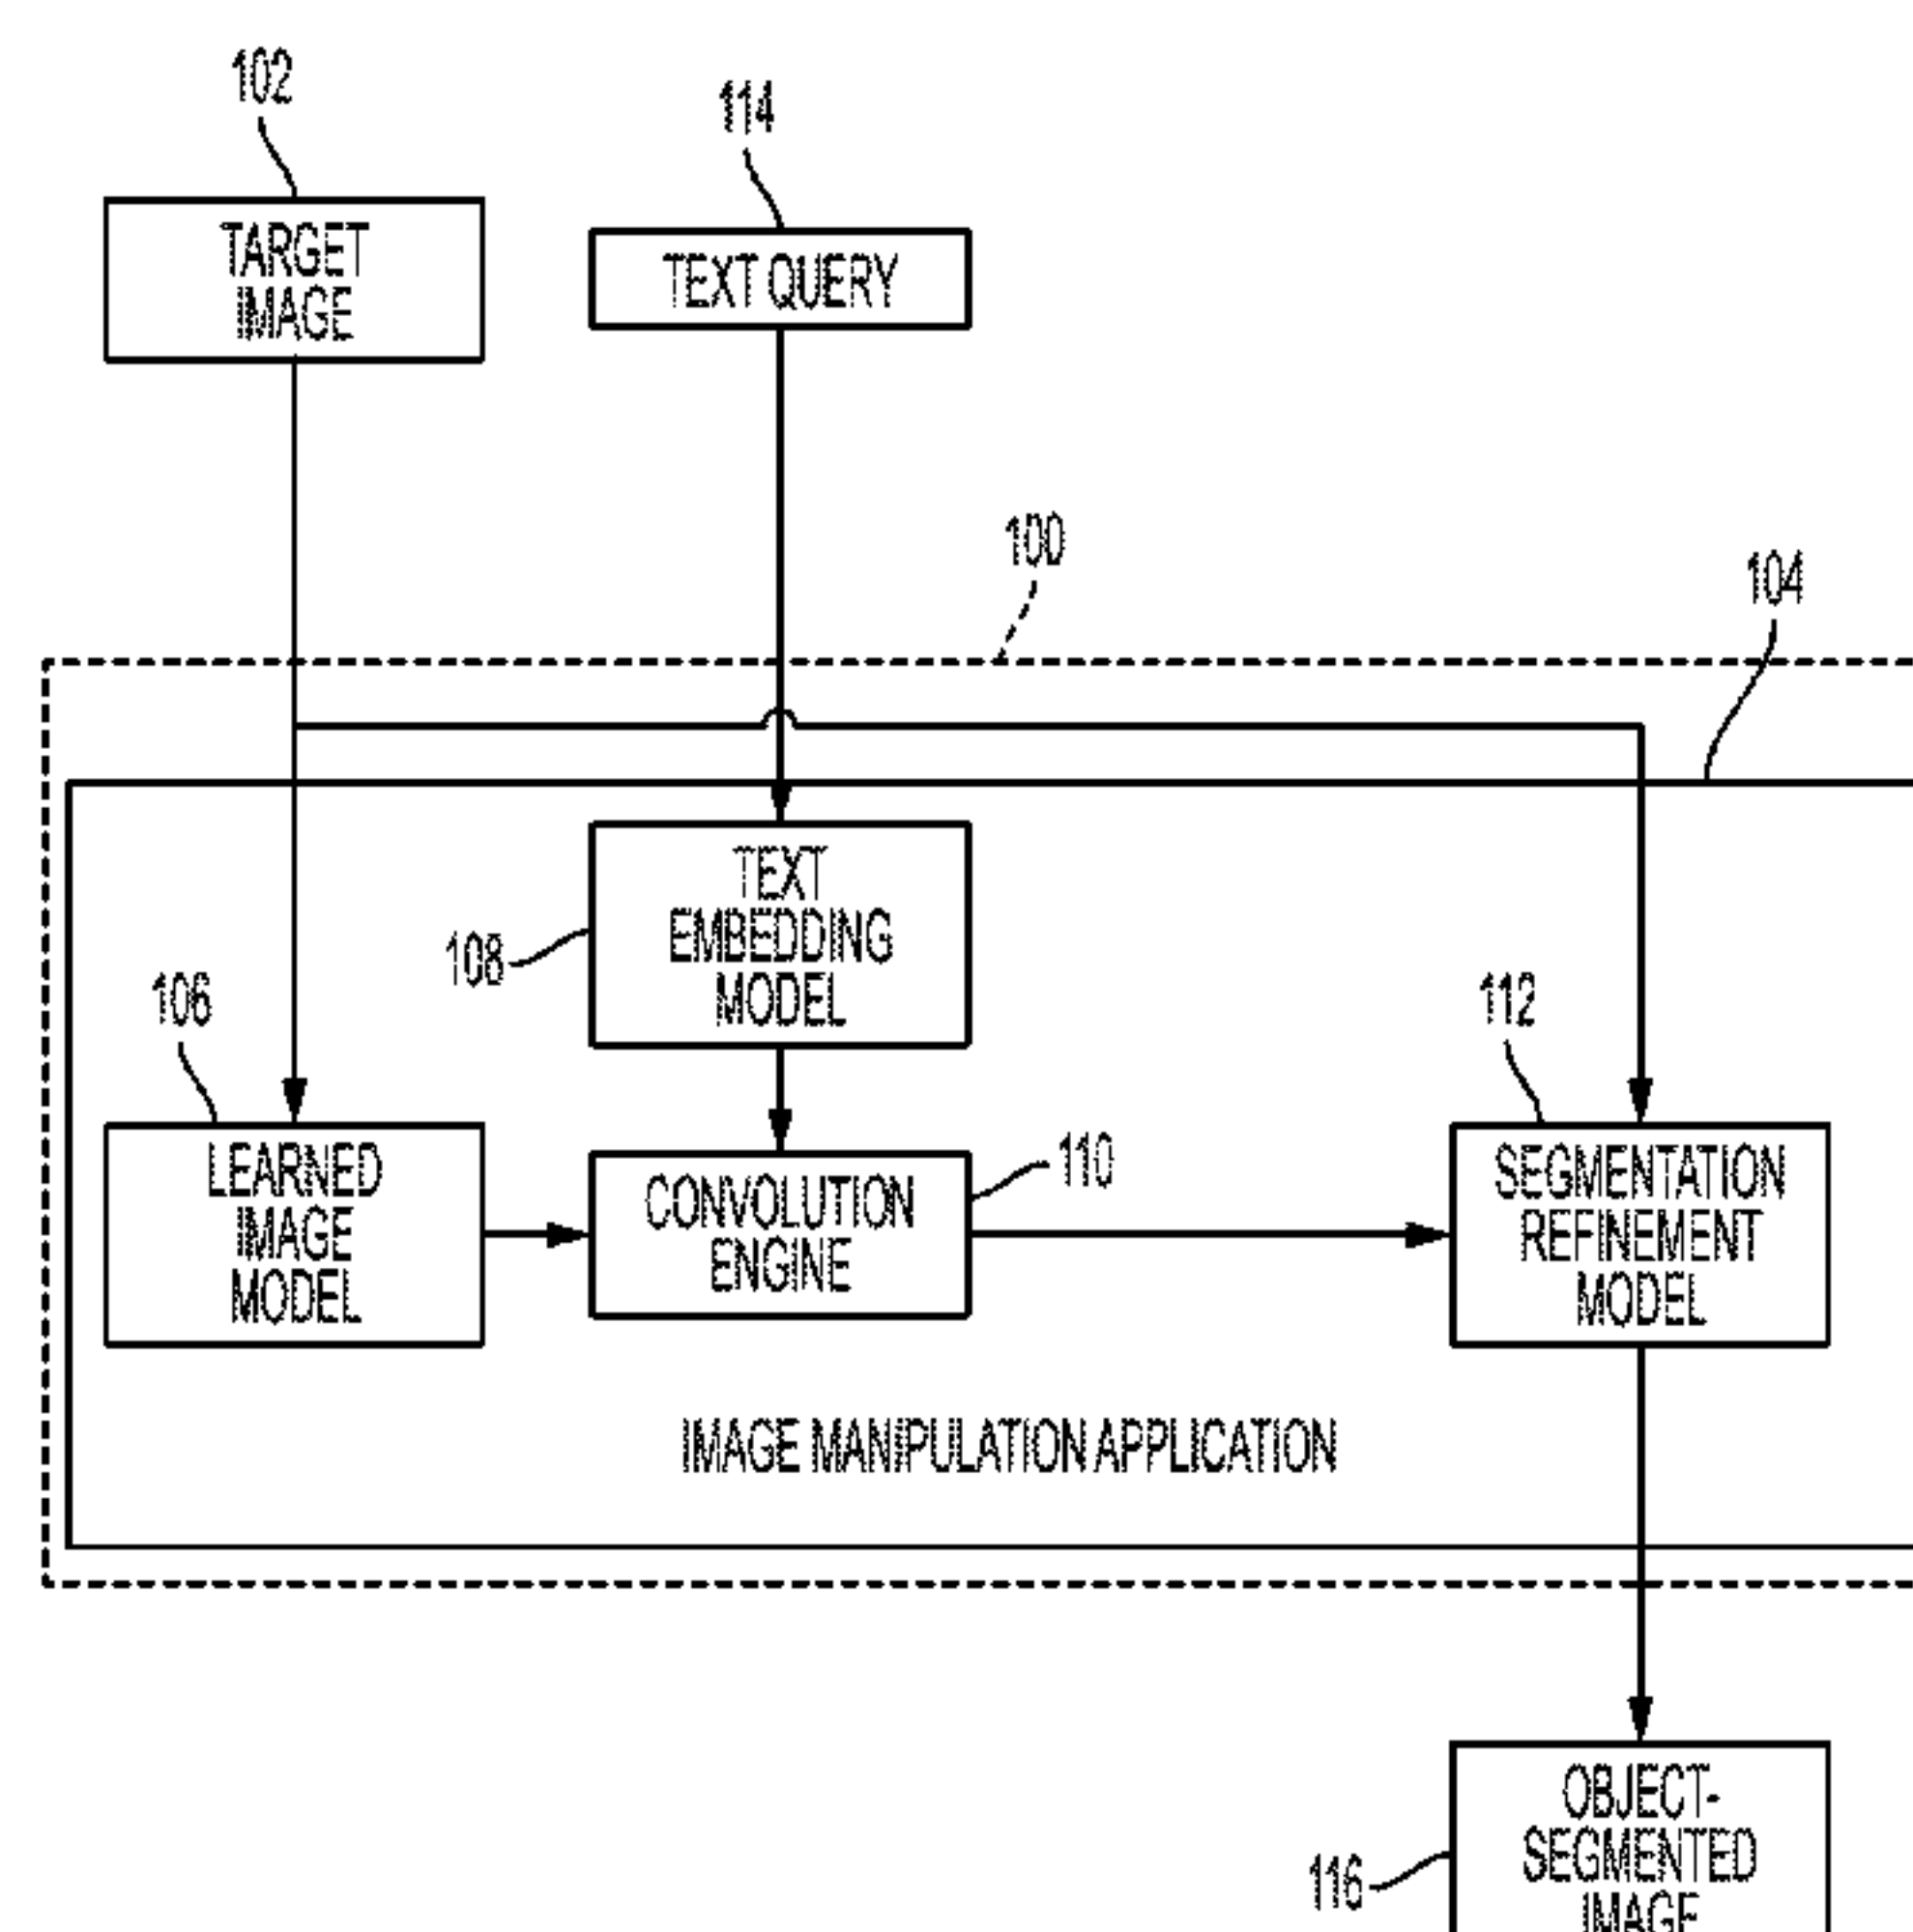 102
114
TARGET
IMAGE
TEXT QUERY
100
104
TEXT
EMBEDDING
MODEL
108
106
112
LEARNED
IMAGE
MODEL
CONVOLUTION
ENGINE
110
SEGMENTATION
REFINEMENT
MODEL
IMAGE MANIPULATION APPLICATION
OBJECT-
SEGMENTED
IMAGE
116